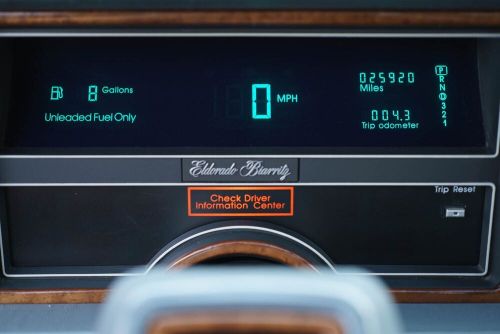 8 Gallons
Unleaded Fuel Only
0 MPH
025920
Miles
004.3
Trip odometer
P
R
N
D
3
2
1
Eldorado Biarritz
Check Driver
Information Center
Trip Reset